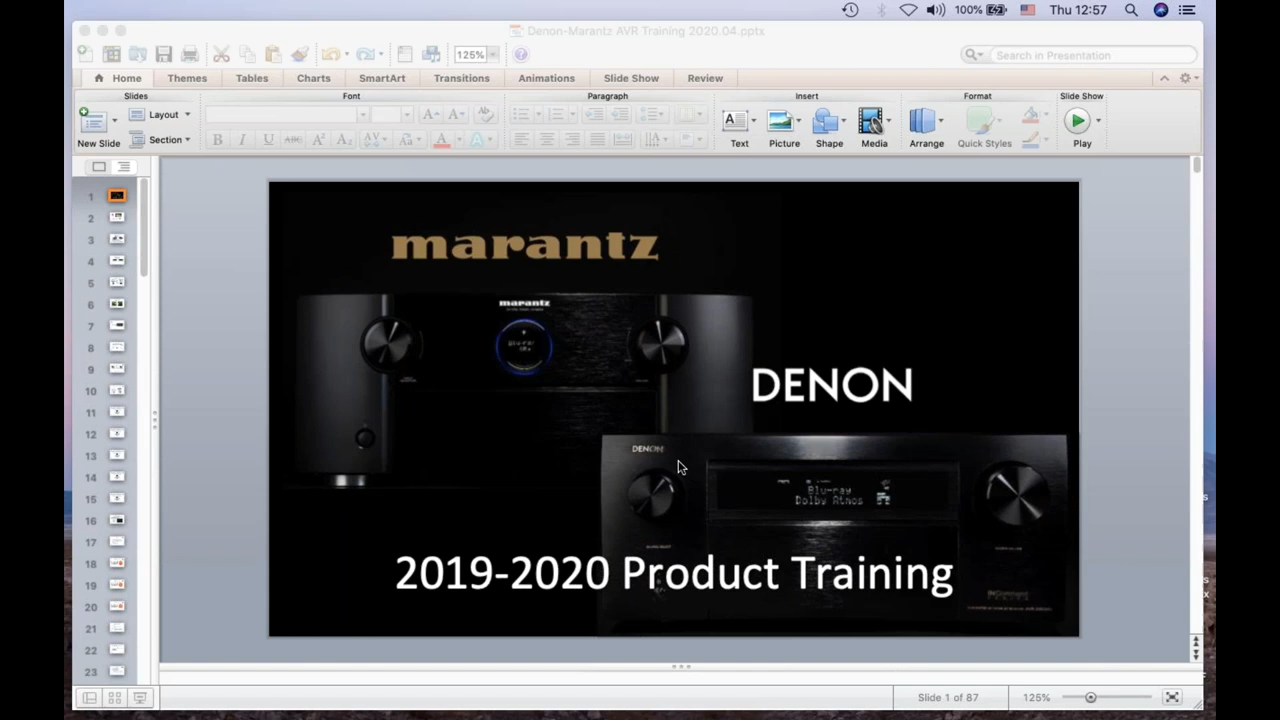 100%
Thu 12:57
Denon-Marantz AVR Training 2020.04.pptx
125%
Search in Presentation
Home Themes Tables Charts SmartArt Transitions Animations Slide Show Review
Slides Font Paragraph Insert Format Slide Show
Layout
Section
New Slide
Text Picture Shape Media Arrange Quick Styles Play
1
2
3
4
5
6
7
8
9
10
11
12
13
14
15
16
17
18
19
20
21
22
23
marantz
marantz
Blu-ray
DENON
DENON
Blu-ray
Dolby Atmos
2019-2020 Product Training
Slide 1 of 87
125%